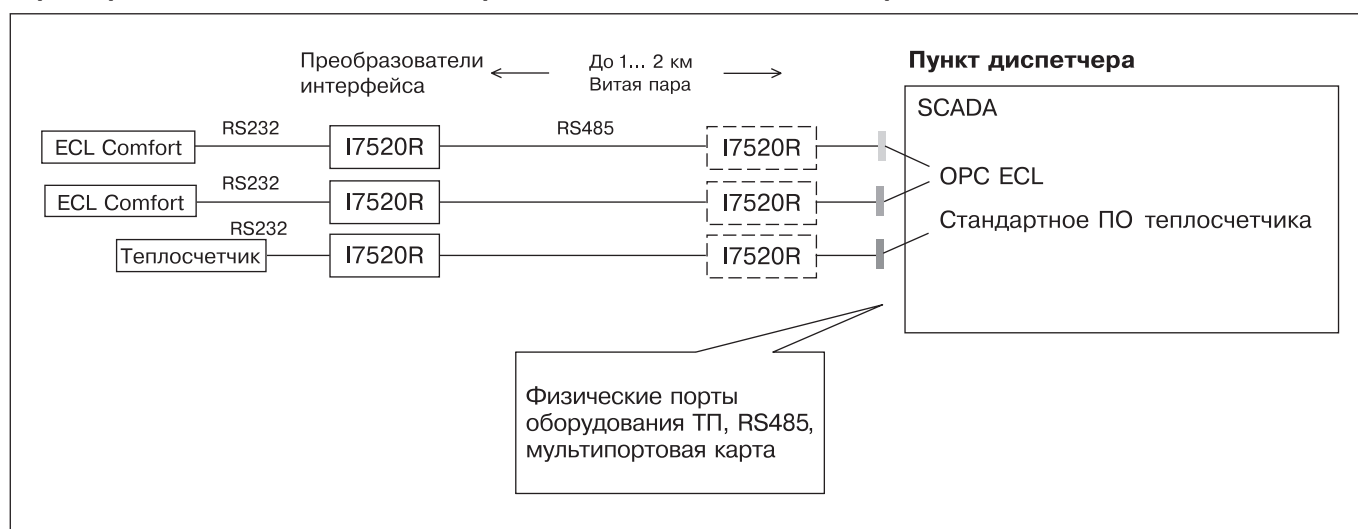 Преобразователи
интерфейса
До 1... 2 км
Витая пара
Пункт диспетчера
SCADA
ECL Comfort
RS232
I7520R
RS485
I7520R
OPC ECL
ECL Comfort
RS232
I7520R
I7520R
Стандартное ПО теплосчетчика
Теплосчетчик
RS232
I7520R
I7520R
Физические порты
оборудования ТП, RS485,
мультипортовая карта